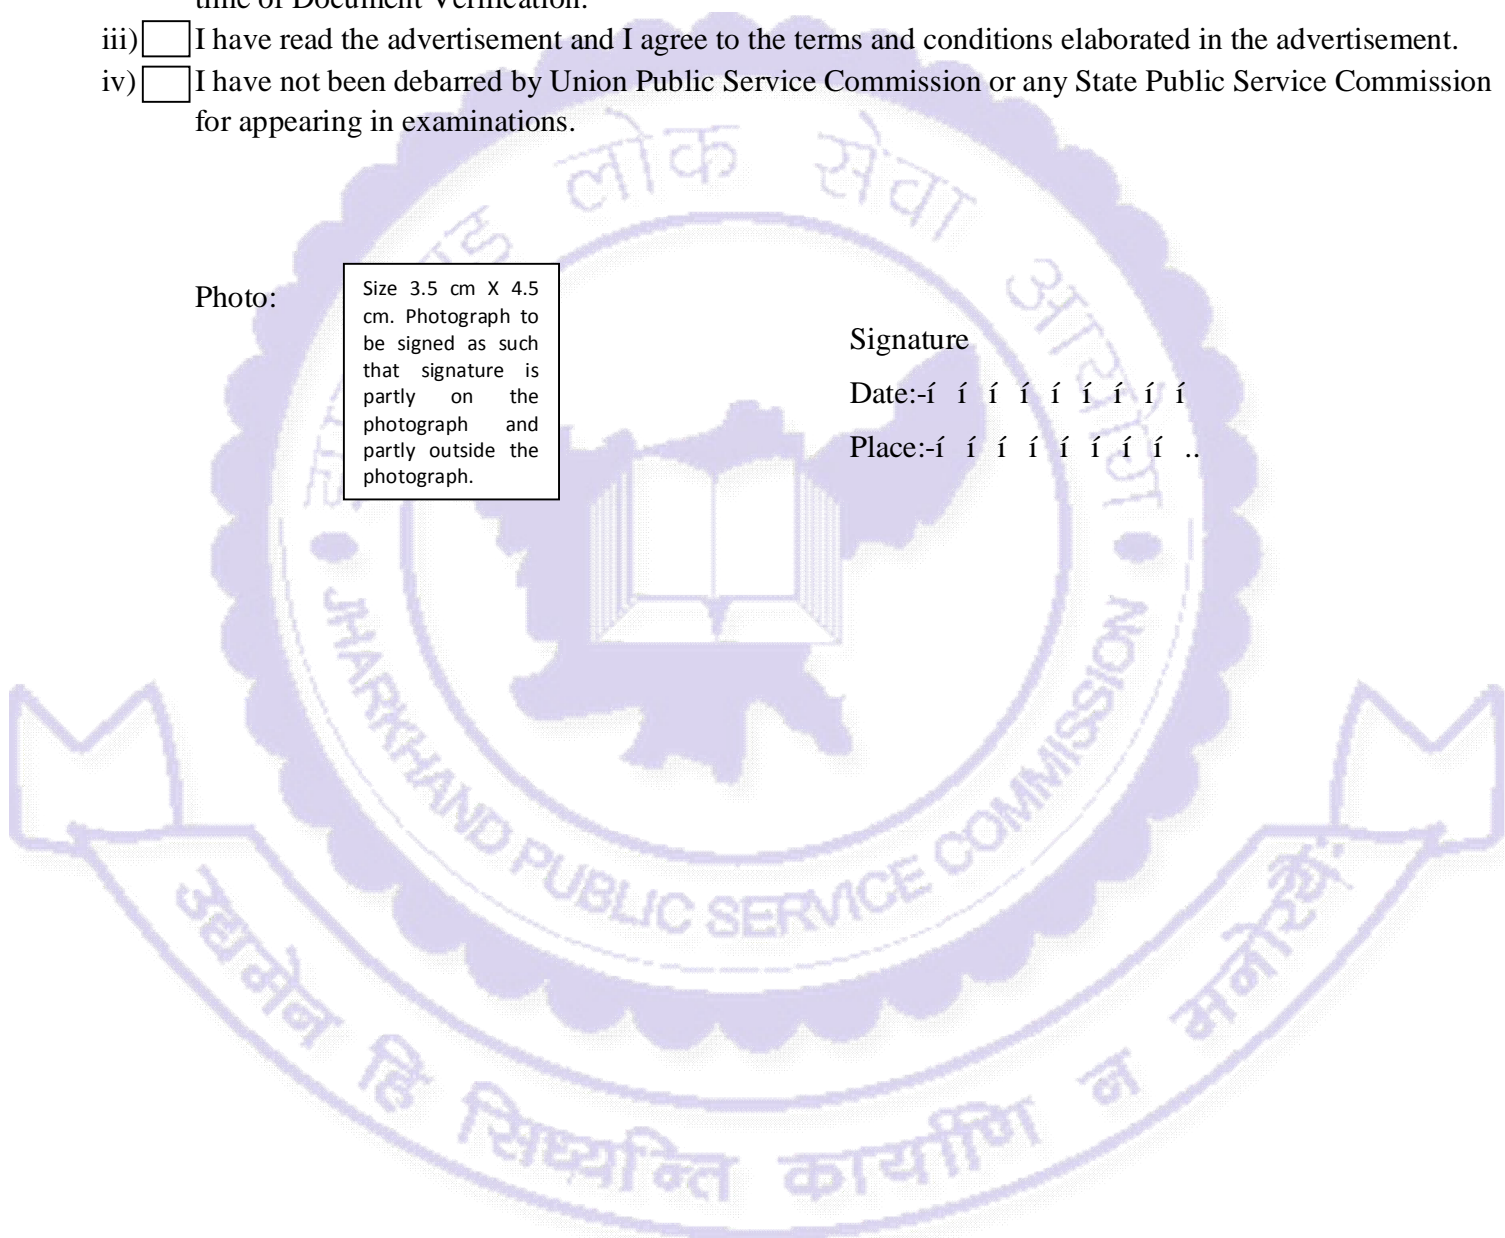 time of Document Verification.
iii) I have read the advertisement and I agree to the terms and conditions elaborated in the advertisement.
iv) I have not been debarred by Union Public Service Commission or any State Public Service Commission
for appearing in examinations.
Photo:
Size 3.5 cm X 4.5
cm. Photograph to
be signed as such
that signature is
partly on the
photograph and
partly outside the
photograph.
Signature
Date:-í í í í í í í í í
Place:-í í í í í í í í ..
लोक सेवा आयोग
JHARKHAND PUBLIC SERVICE COMMISSION
उद्यमेन हि सिध्यन्ति कार्याणि न मनोरथैः